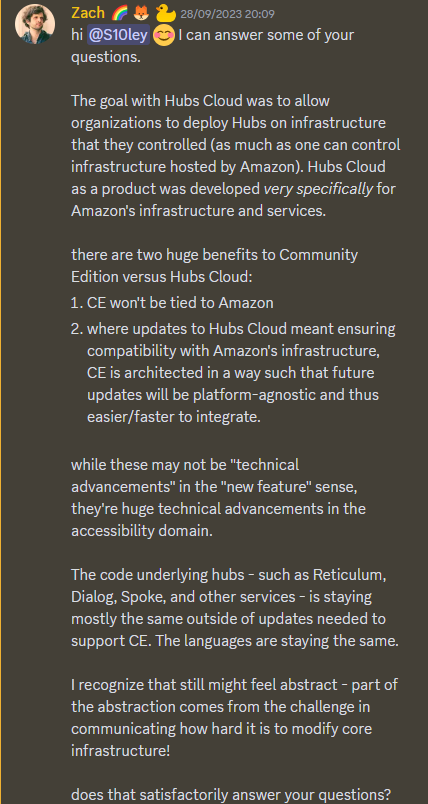 Zach 🌈 🦊 🦆 28/09/2023 20:09
hi @S10ley 😊 I can answer some of your
questions.
The goal with Hubs Cloud was to allow
organizations to deploy Hubs on infrastructure
that they controlled (as much as one can control
infrastructure hosted by Amazon). Hubs Cloud
as a product was developed very specifically for
Amazon's infrastructure and services.
there are two huge benefits to Community
Edition versus Hubs Cloud:
1. CE won't be tied to Amazon
2. where updates to Hubs Cloud meant ensuring
compatibility with Amazon's infrastructure,
CE is architected in a way such that future
updates will be platform-agnostic and thus
easier/faster to integrate.
while these may not be "technical
advancements" in the "new feature" sense,
they're huge technical advancements in the
accessibility domain.
The code underlying hubs - such as Reticulum,
Dialog, Spoke, and other services - is staying
mostly the same outside of updates needed to
support CE. The languages are staying the same.
I recognize that still might feel abstract - part of
the abstraction comes from the challenge in
communicating how hard it is to modify core
infrastructure!
does that satisfactorily answer your questions?